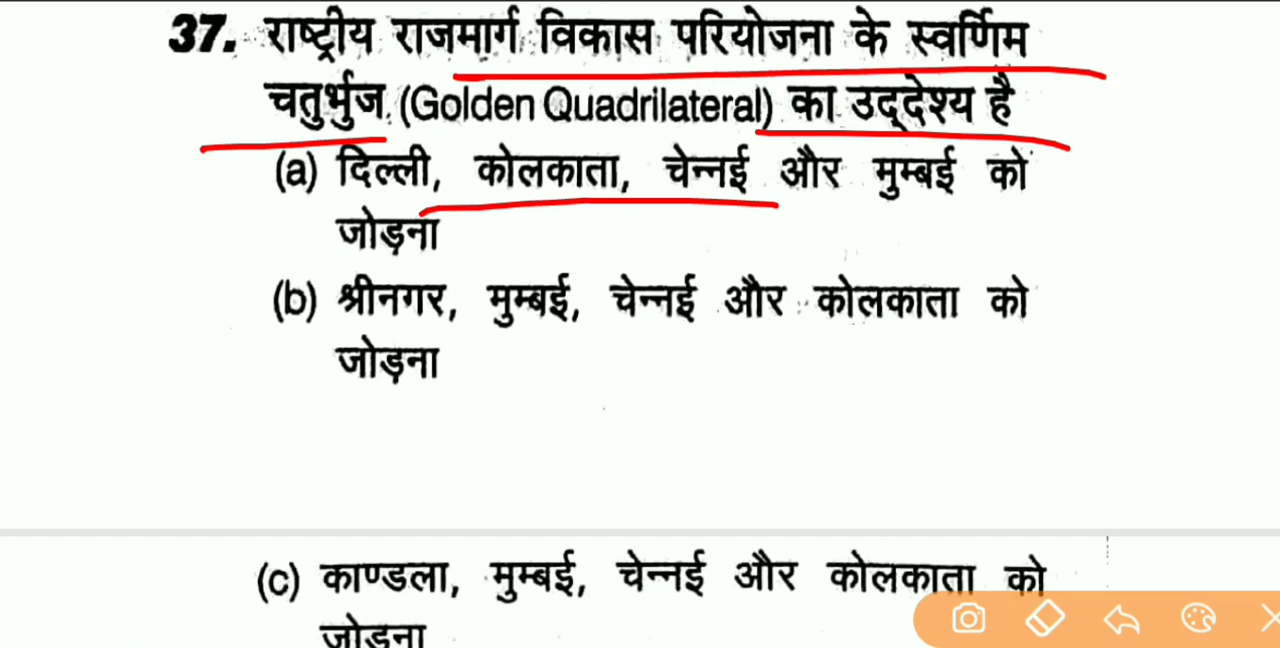 37. राष्ट्रीय राजमार्ग विकास परियोजना के स्वर्णिम
चतुर्भुज (Golden Quadrilateral) का उद्देश्य है
(a) दिल्ली, कोलकाता, चेन्नई और मुम्बई को
जोड़ना
(b) श्रीनगर, मुम्बई, चेन्नई और कोलकाता को
जोड़ना
(c) काण्डला, मुम्बई, चेन्नई और कोलकाता को
जोड़ना